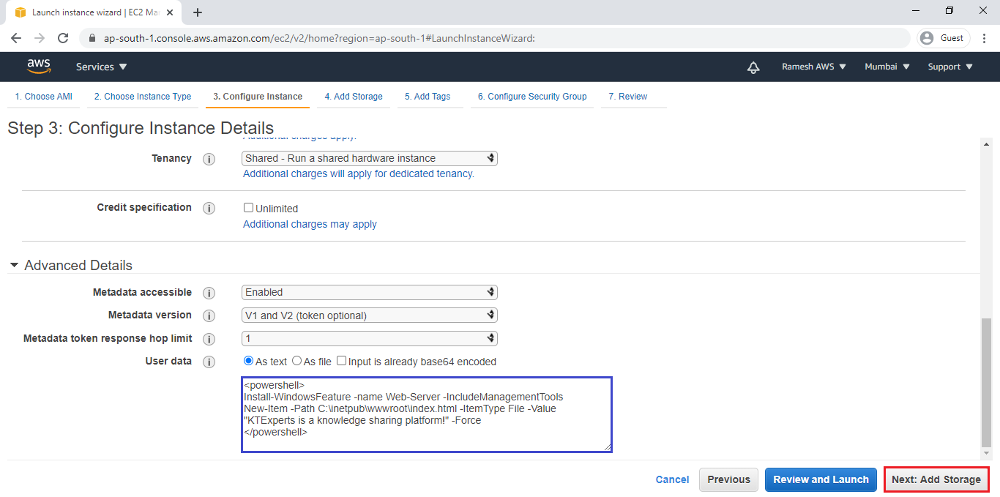 Launch instance wizard | EC2 Ma
ap-south-1.console.aws.amazon.com/ec2/v2/home?region=ap-south-1#LaunchInstanceWizard:
Guest
aws
Services
Ramesh AWS
Mumbai
Support
1. Choose AMI
2. Choose Instance Type
3. Configure Instance
4. Add Storage
5. Add Tags
6. Configure Security Group
7. Review
Step 3: Configure Instance Details
Additional charges apply.
Tenancy
Shared - Run a shared hardware instance
Additional charges will apply for dedicated tenancy.
Credit specification
Unlimited
Additional charges may apply
Advanced Details
Metadata accessible
Enabled
Metadata version
V1 and V2 (token optional)
Metadata token response hop limit
1
User data
As text As file Input is already base64 encoded
<powershell>
Install-WindowsFeature -name Web-Server -IncludeManagementTools
New-Item -Path C:\inetpub\wwwroot\index.html -ItemType File -Value
"KTExperts is a knowledge sharing platform!" -Force
</powershell>
Cancel
Previous
Review and Launch
Next: Add Storage